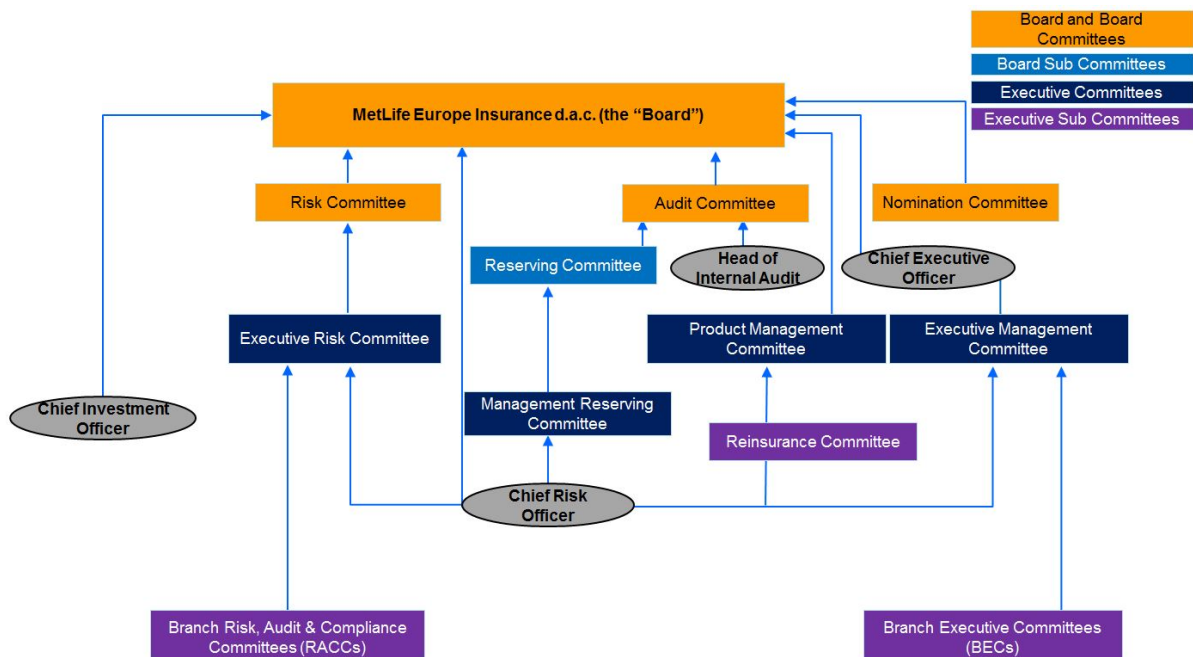 Board and Board
Committees
Board Sub Committees
Executive Committees
Executive Sub Committees
MetLife Europe Insurance d.a.c. (the “Board”)
Risk Committee
Audit Committee
Nomination Committee
Reserving Committee
Head of
Internal Audit
Chief Executive
Officer
Executive Risk Committee
Product Management
Committee
Executive Management
Committee
Chief Investment
Officer
Management Reserving
Committee
Reinsurance Committee
Chief Risk
Officer
Branch Risk, Audit & Compliance
Committees (RACCs)
Branch Executive Committees
(BECs)